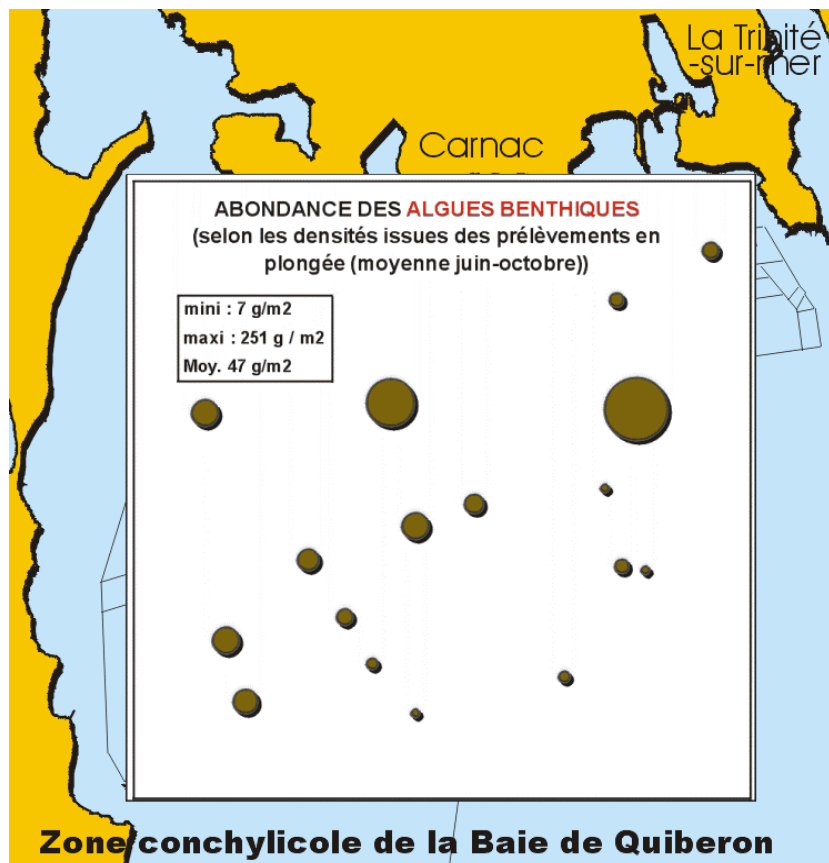 La Trinité
-sur-mer
Carnac
ABONDANCE DES ALGUES BENTHIQUES
(selon les densités issues des prélèvements en
plongée (moyenne juin-octobre))
mini : 7 g/m2
maxi : 251 g / m2
Moy. 47 g/m2
Zone conchylicole de la Baie de Quiberon